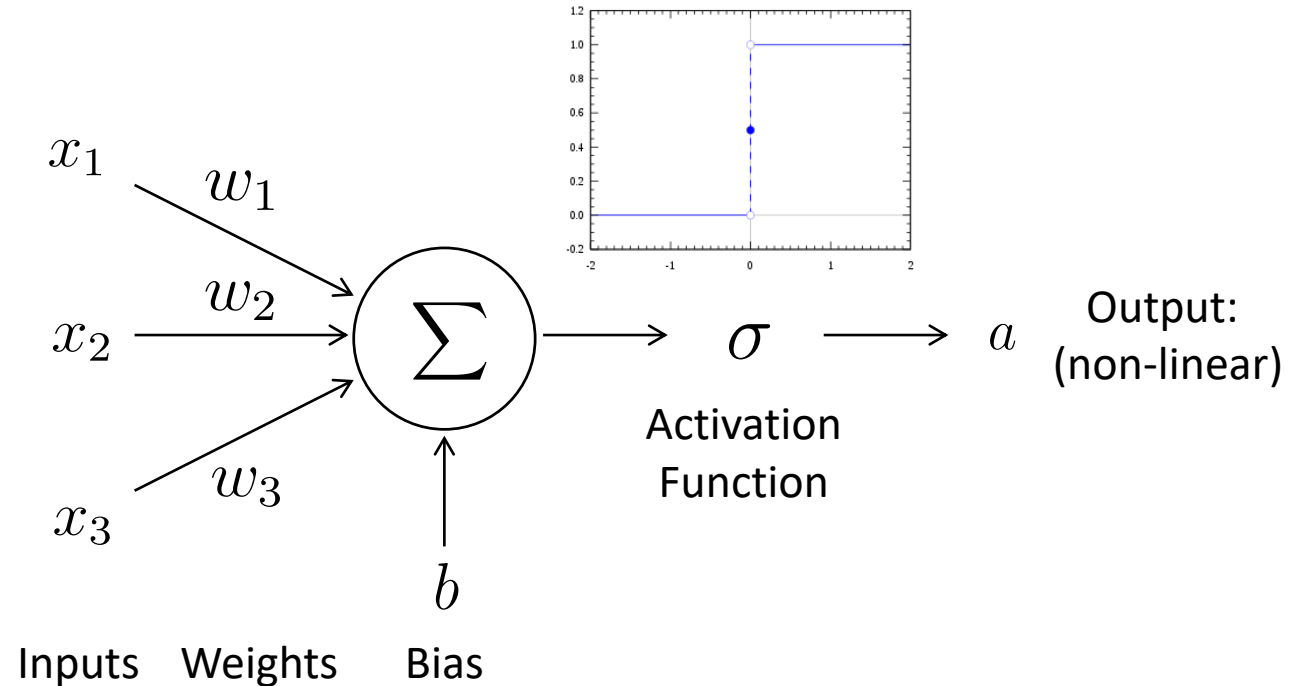 1.2
1.0
0.8
0.6
0.4
0.2
0.0
-0.2
-2 -1 0 1 2
x₁
w₁
w₂
x₂
w₃
x₃
∑
σ
a
Output:
(non-linear)
Activation
Function
b
Inputs Weights Bias